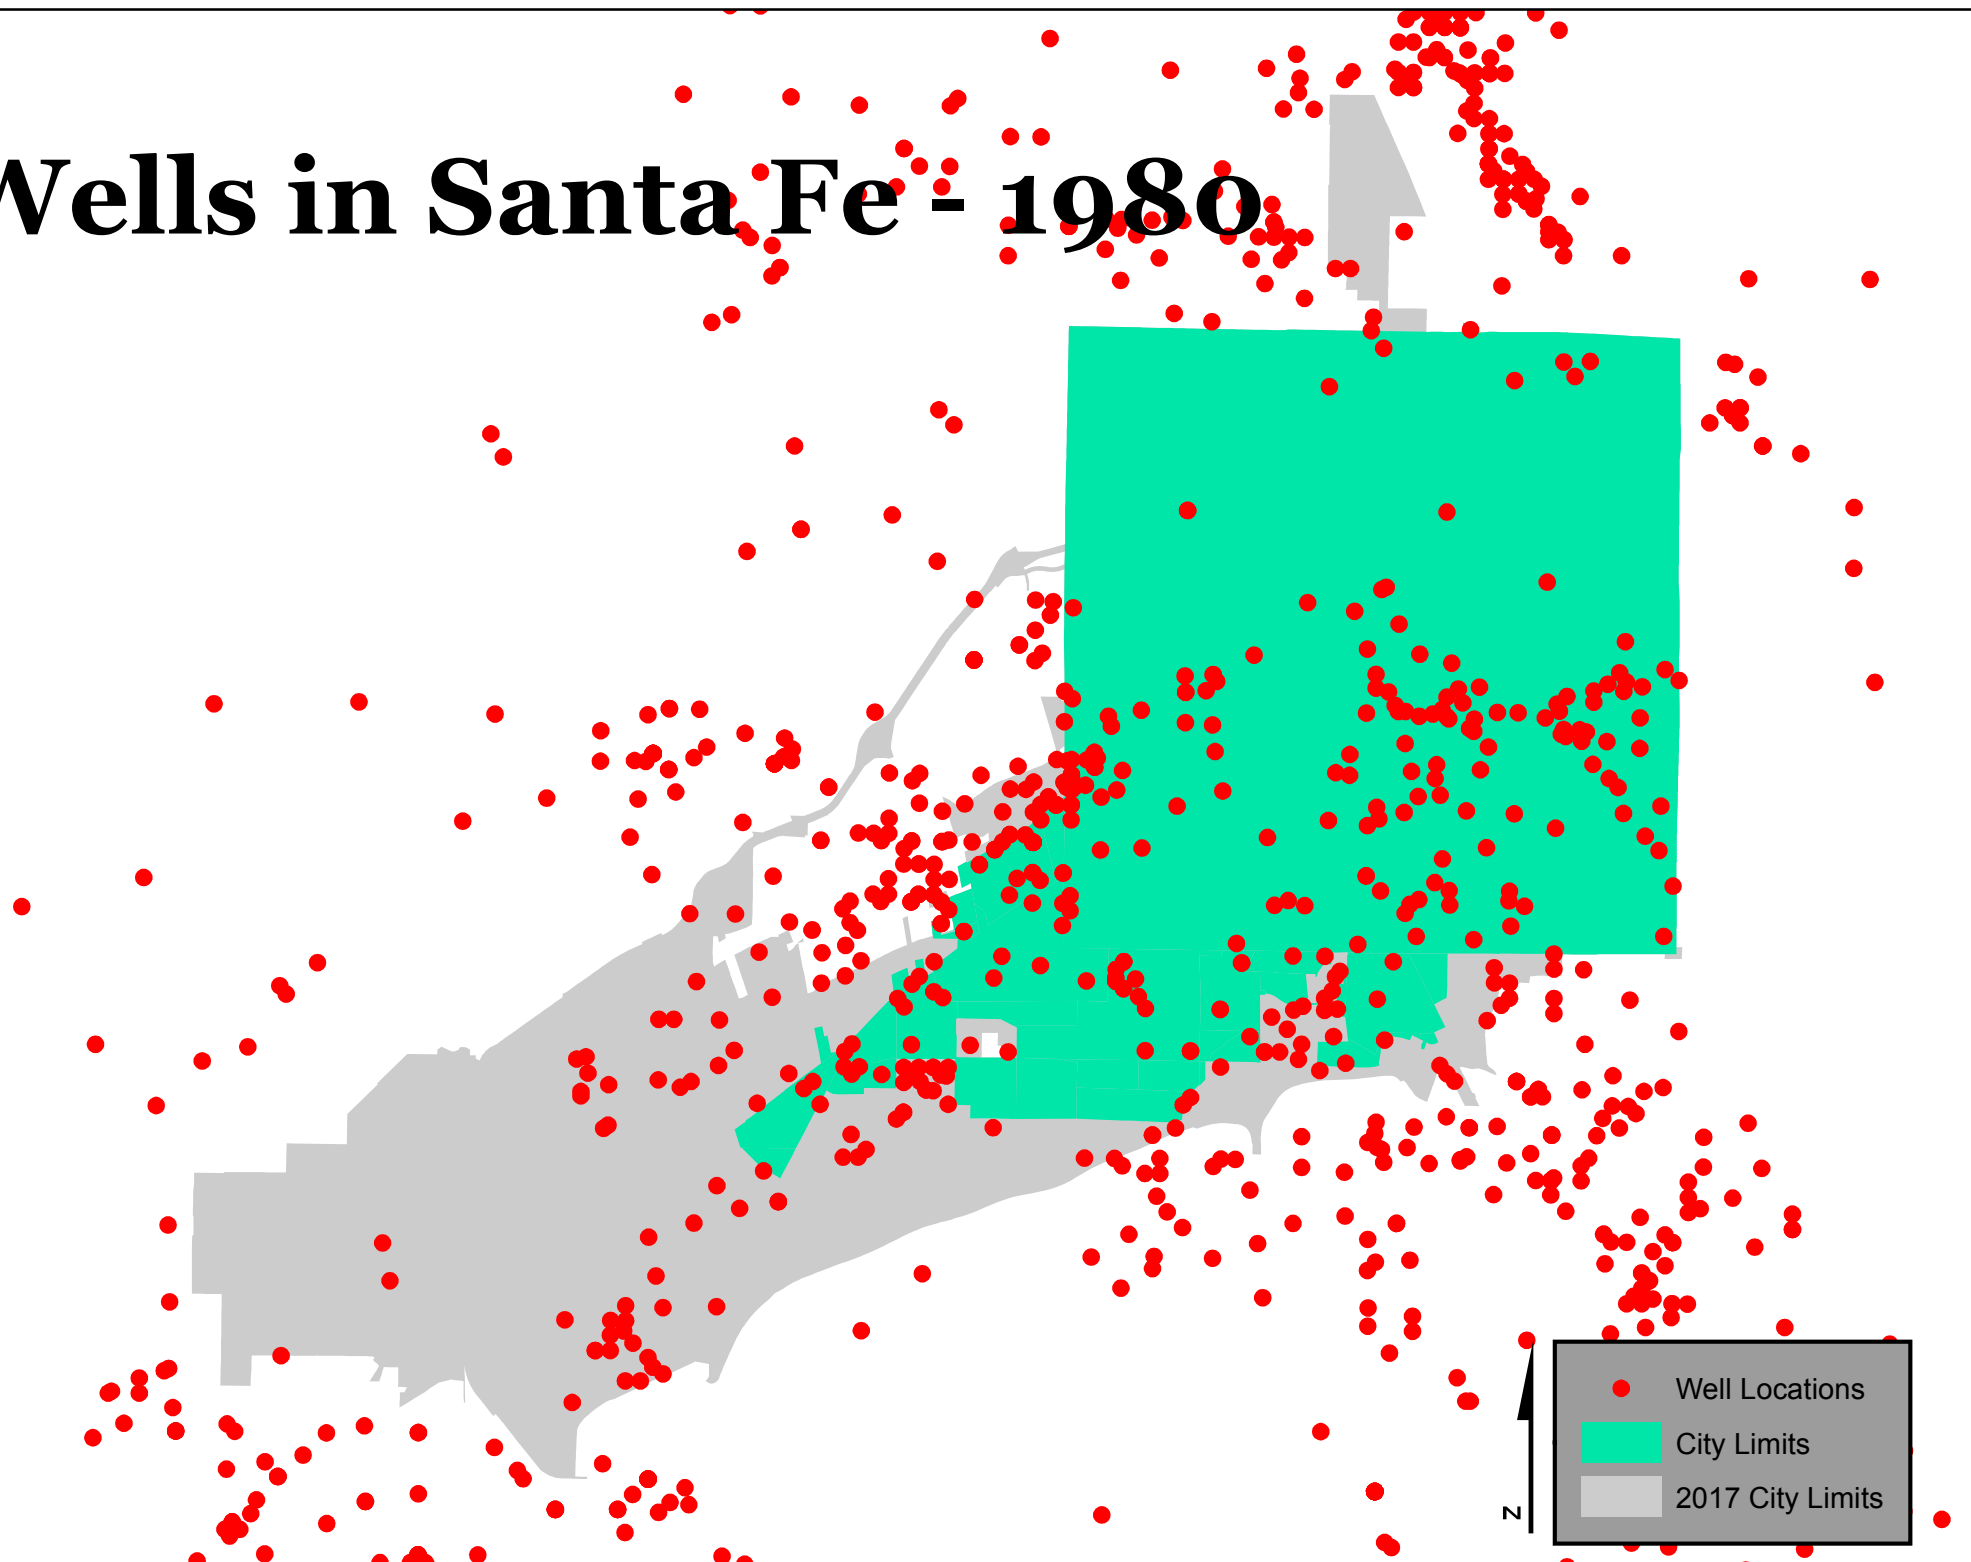 Wells in Santa Fe - 1980
Well Locations
City Limits
2017 City Limits
N